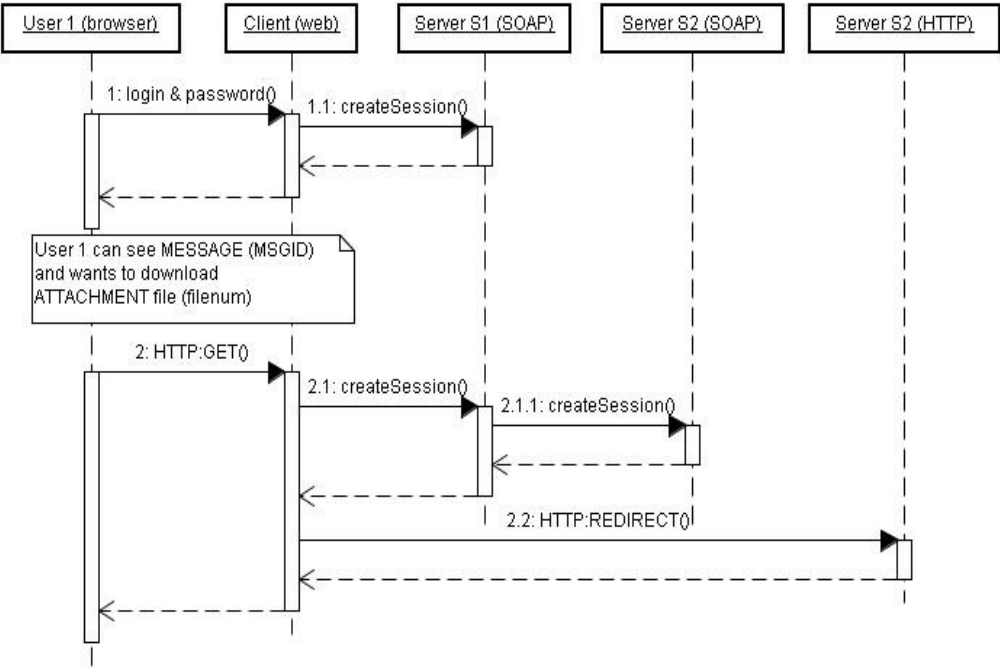 User 1 (browser)
Client (web)
Server S1 (SOAP)
Server S2 (SOAP)
Server S2 (HTTP)
1: login & password()
1.1: createSession()
User 1 can see MESSAGE (MSGID)
and wants to download
ATTACHMENT file (filenum)
2: HTTP:GET()
2.1: createSession()
2.1.1: createSession()
2.2: HTTP:REDIRECT()